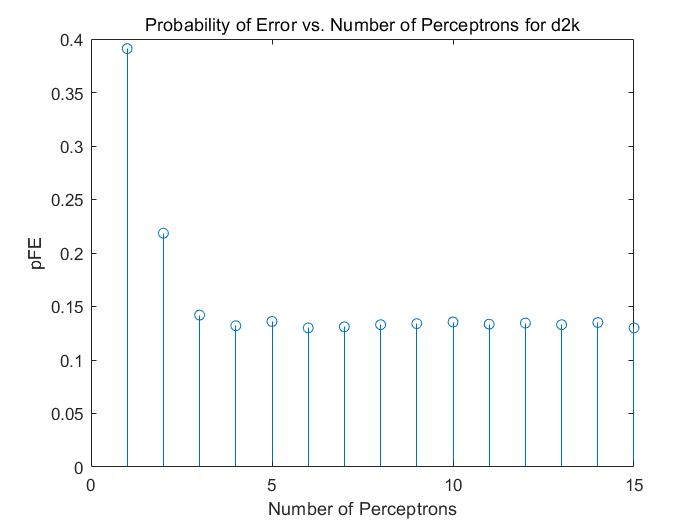 Probability of Error vs. Number of Perceptrons for d2k
0.4
0.35
0.3
0.25
0.2
0.15
0.1
0.05
0
pFE
0 5 10 15
Number of Perceptrons